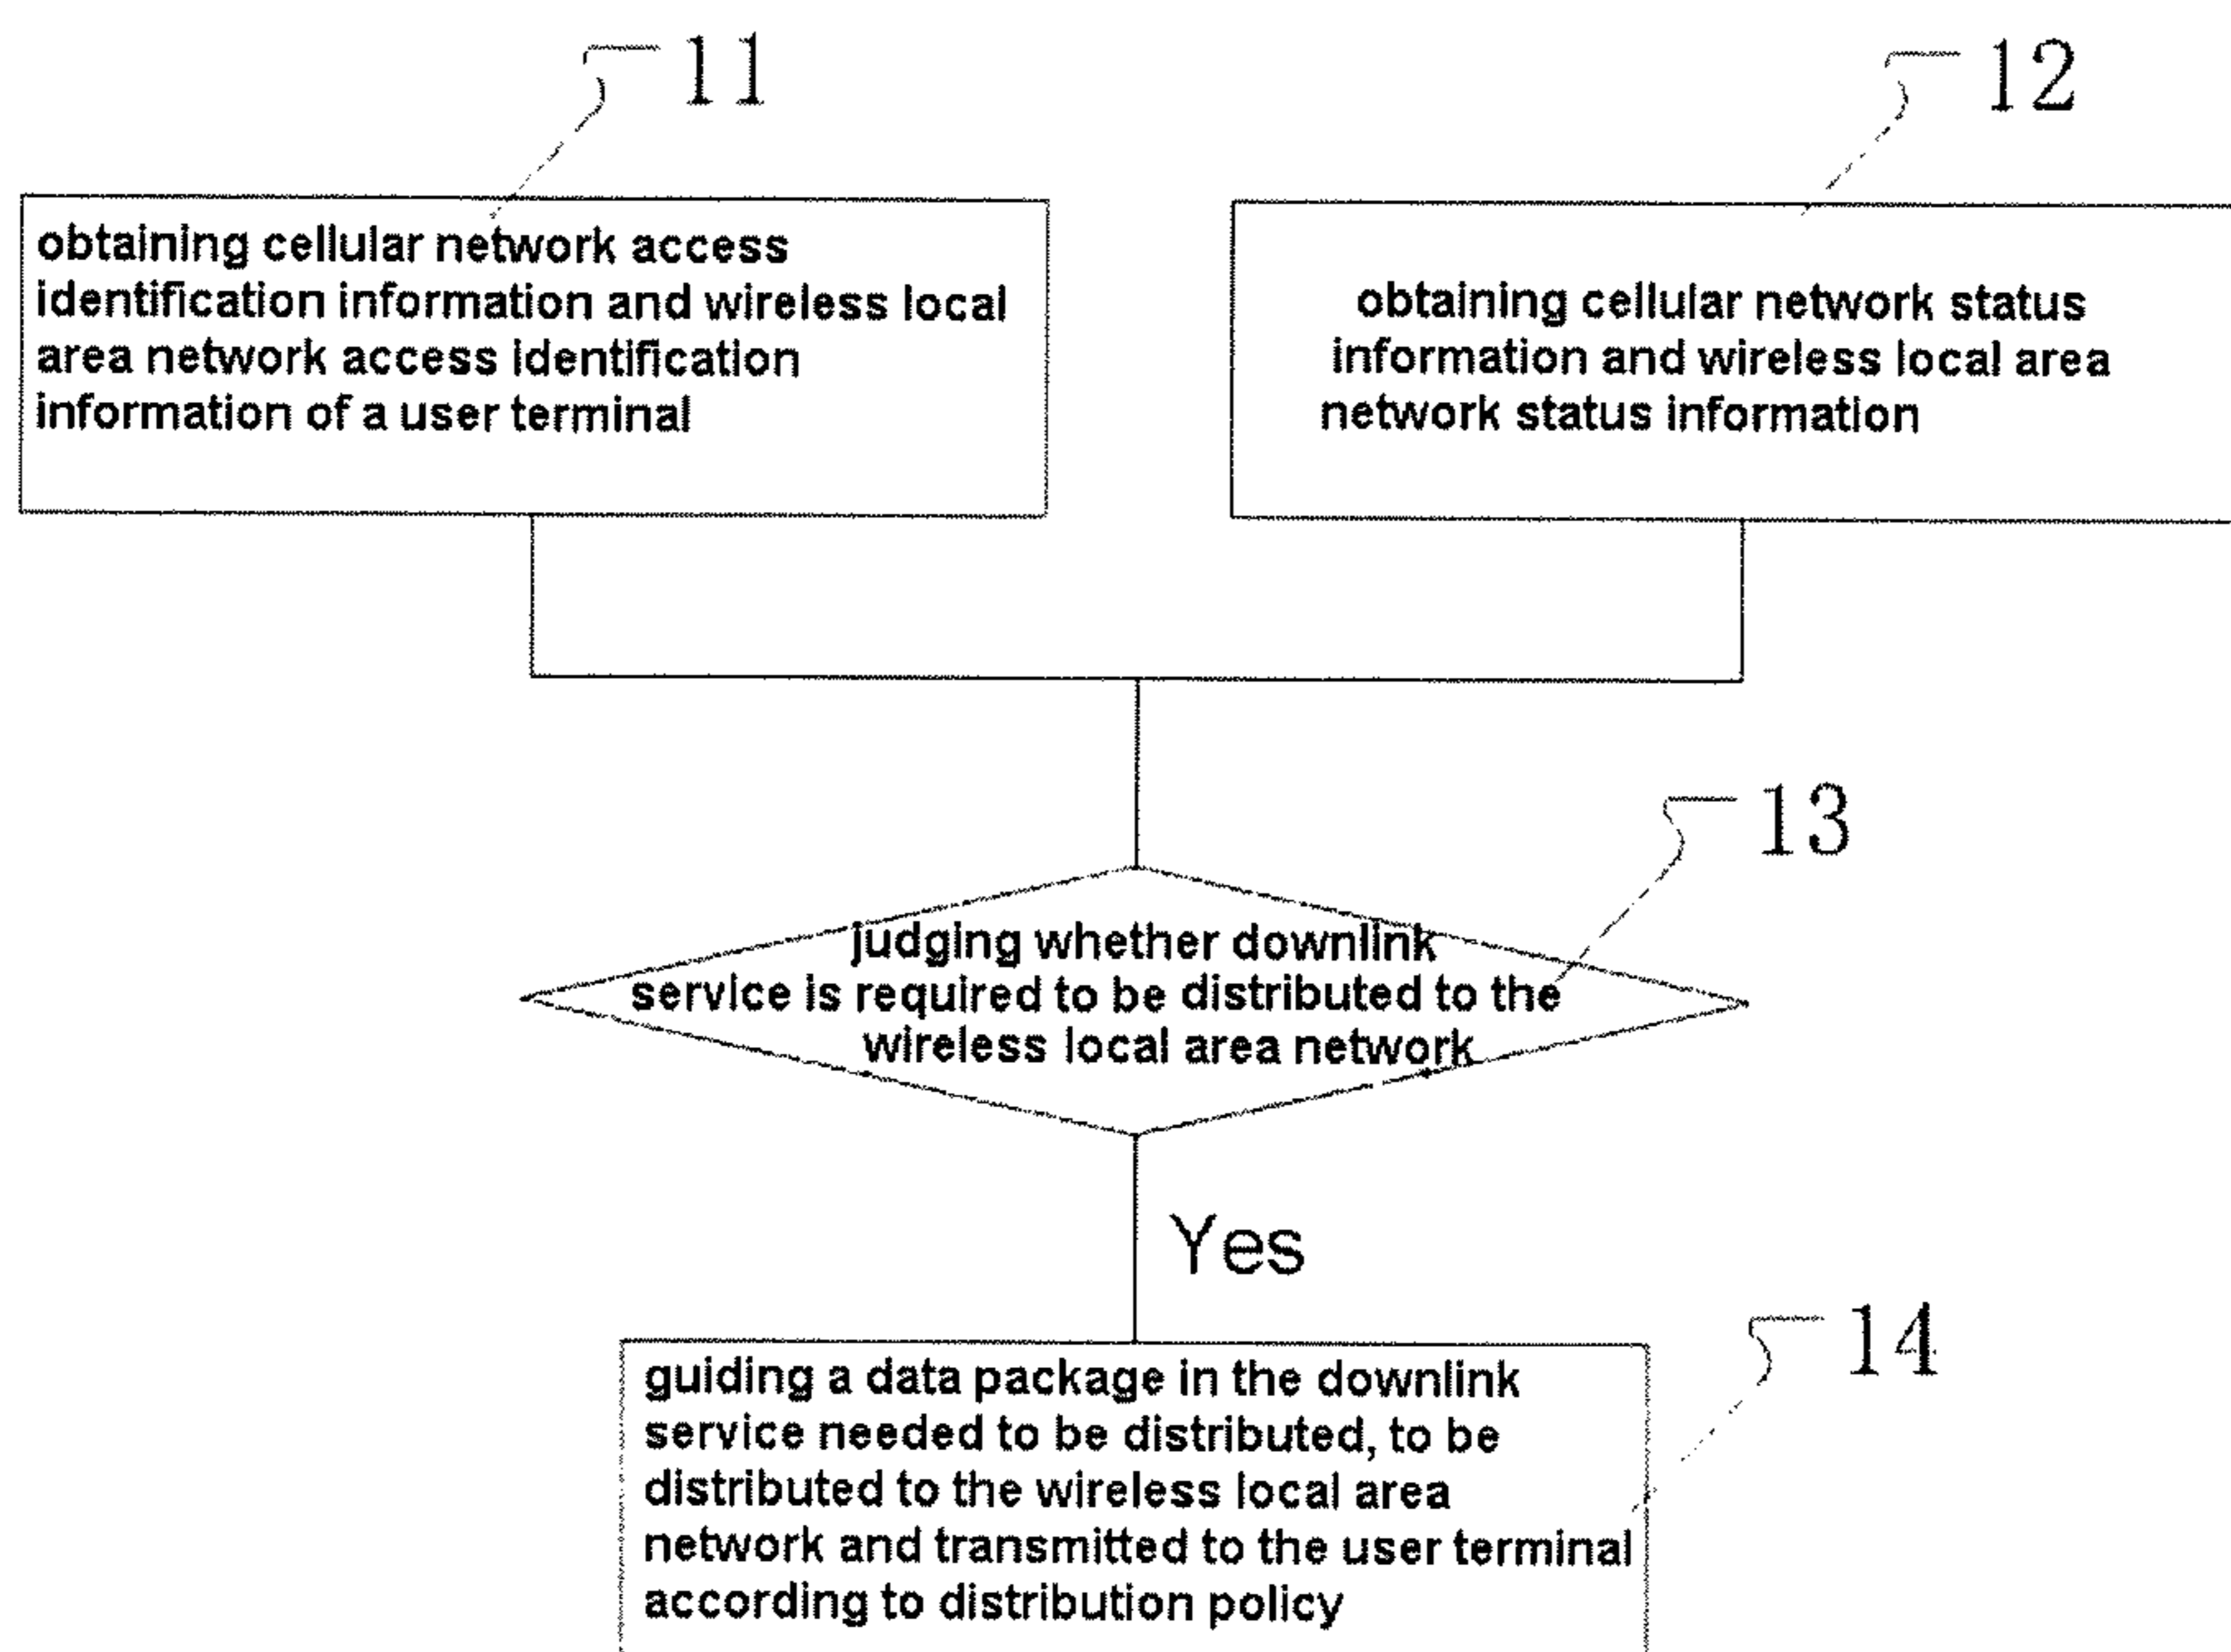 11
obtaining cellular network access
identification information and wireless local
area network access identification
information of a user terminal
12
obtaining cellular network status
information and wireless local area
network status information
13
judging whether downlink
service is required to be distributed to the
wireless local area network
Yes
14
guiding a data package in the downlink
service needed to be distributed, to be
distributed to the wireless local area
network and transmitted to the user terminal
according to distribution policy